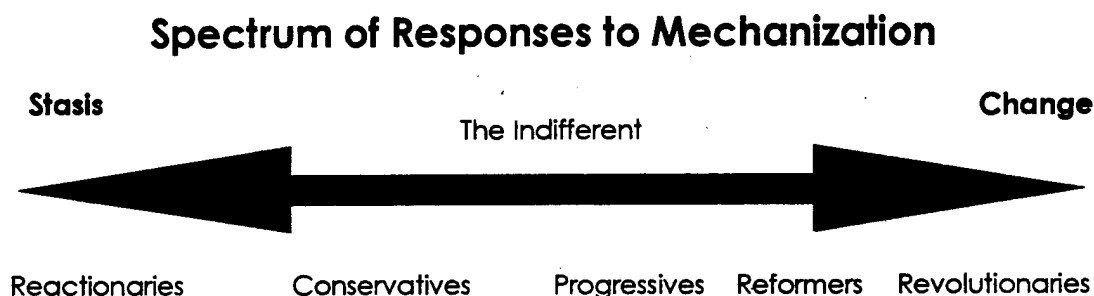 Spectrum of Responses to Mechanization
Stasis
Change
The Indifferent
Reactionaries Conservatives Progressives Reformers Revolutionaries